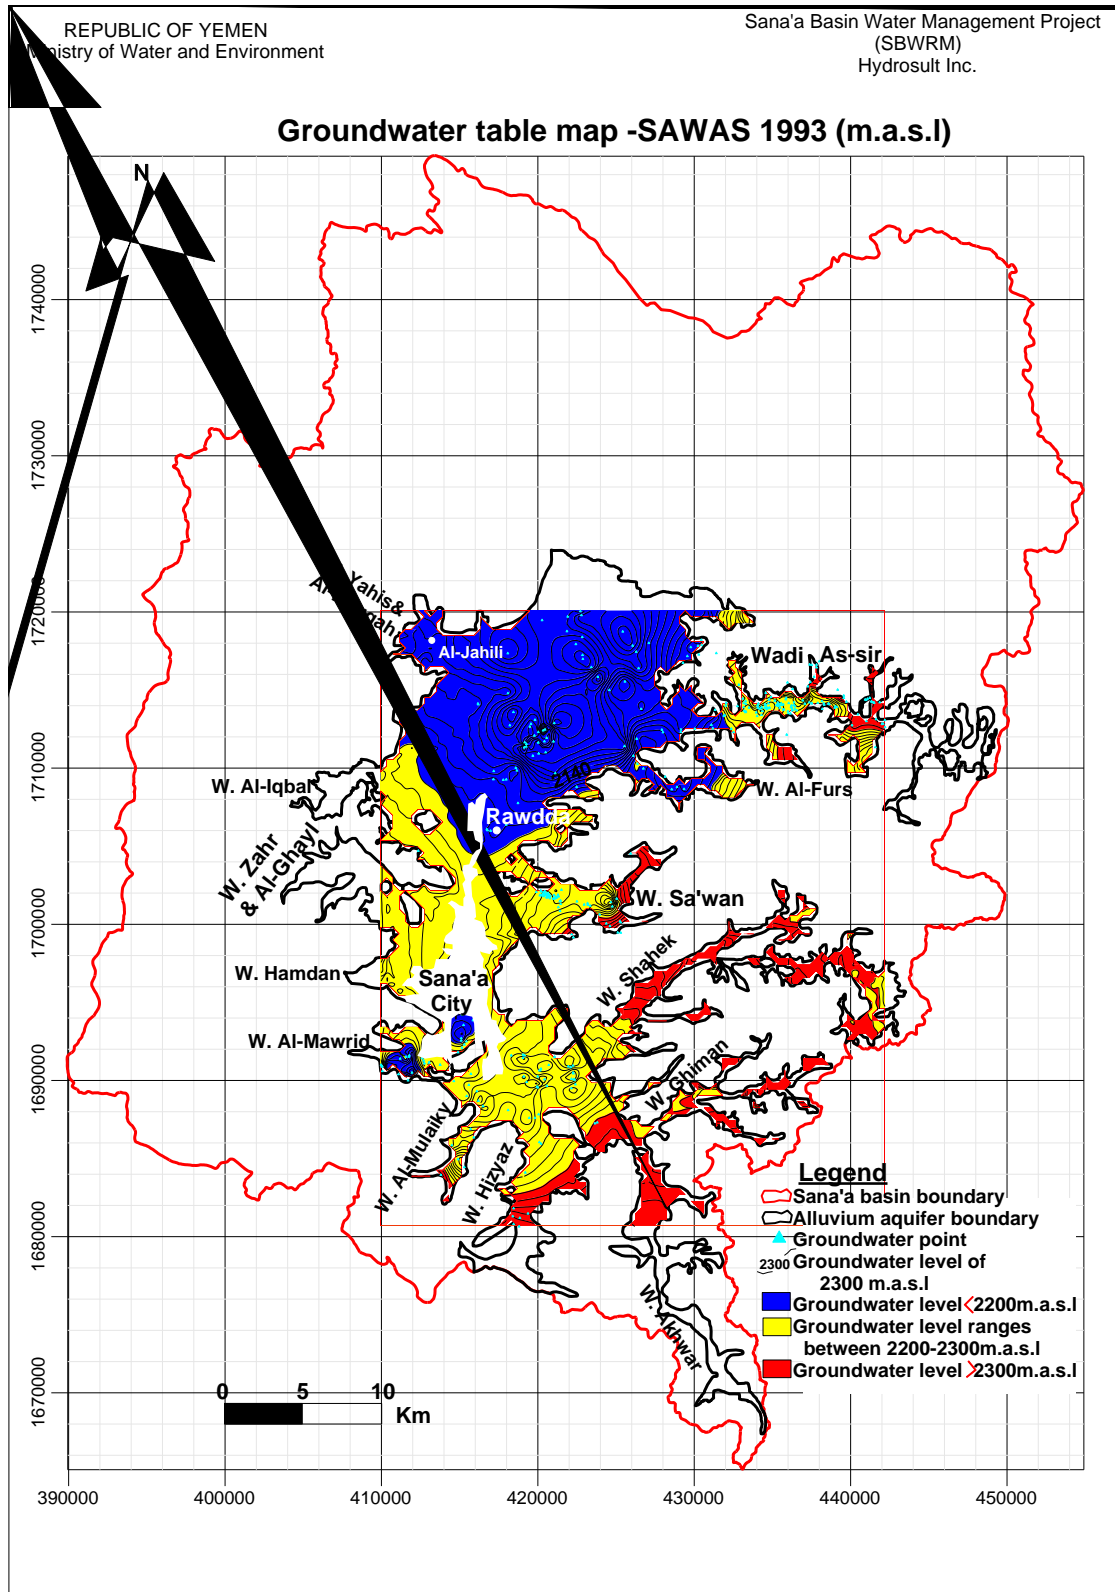 REPUBLIC OF YEMEN
Ministry of Water and Environment
Sana'a Basin Water Management Project
(SBWRM)
Hydrosult Inc.
Groundwater table map -SAWAS 1993 (m.a.s.l)
N
1740000
1730000
1720000
1710000
1700000
1690000
1680000
1670000
Yahis&
Al-Jahili
Wadi As-sir
2140
W. Al-Iqbar
W. Al-Furs
Rawdda
W. Zahr
& Al-Ghayl
W. Sa'wan
W. Hamdan
Sana'a
City
W. Shahek
W. Al-Mawrid
W. Ghiman
W. Al-Mulaiky
W. Hizyaz
W. Akhwar
Legend
Sana'a basin boundary
Alluvium aquifer boundary
Groundwater point
2300 Groundwater level of
2300 m.a.s.l
Groundwater level <2200m.a.s.l
Groundwater level ranges
between 2200-2300m.a.s.l
Groundwater level >2300m.a.s.l
0 5 10
Km
390000 400000 410000 420000 430000 440000 450000